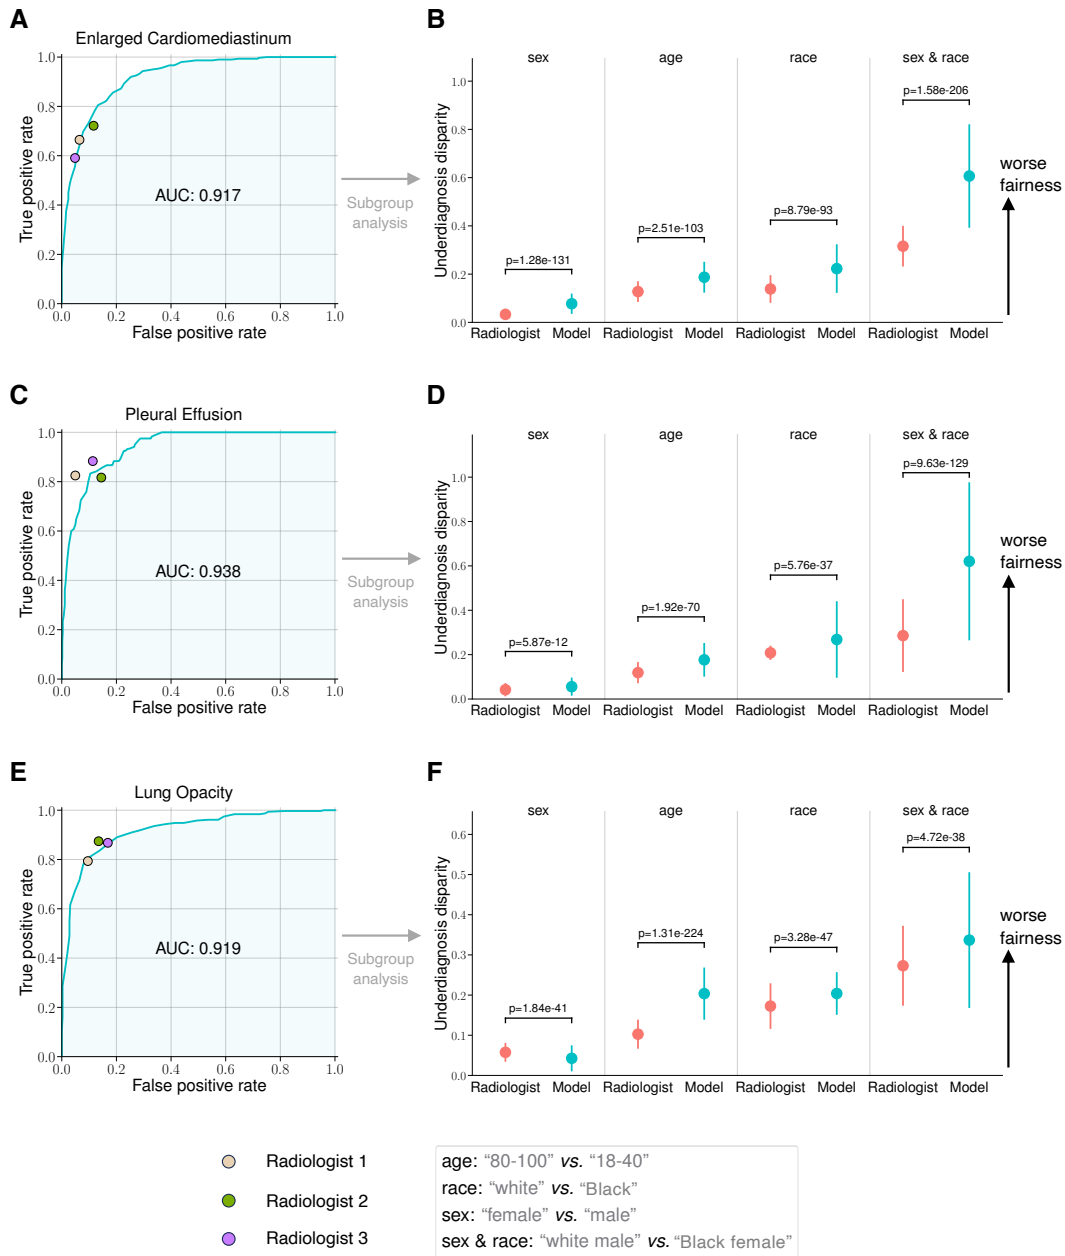 A
Enlarged Cardiomediastinum
1.0
0.8
0.6
0.4
0.2
0.0
True positive rate
AUC: 0.917
0.0 0.2 0.4 0.6 0.8 1.0
False positive rate
Subgroup
analysis
B
sex age race sex & race
1.0
0.8
0.6
0.4
0.2
0.0
Underdiagnosis disparity
p=1.28e-131
p=2.51e-103
p=8.79e-93
p=1.58e-206
Radiologist Model Radiologist Model Radiologist Model Radiologist Model
worse
fairness
C
Pleural Effusion
1.0
0.8
0.6
0.4
0.2
0.0
True positive rate
AUC: 0.938
0.0 0.2 0.4 0.6 0.8 1.0
False positive rate
Subgroup
analysis
D
sex age race sex & race
1.0
0.8
0.6
0.4
0.2
0.0
Underdiagnosis disparity
p=5.87e-12
p=1.92e-70
p=5.76e-37
p=9.63e-129
Radiologist Model Radiologist Model Radiologist Model Radiologist Model
worse
fairness
E
Lung Opacity
1.0
0.8
0.6
0.4
0.2
0.0
True positive rate
AUC: 0.919
0.0 0.2 0.4 0.6 0.8 1.0
False positive rate
Subgroup
analysis
F
sex age race sex & race
0.6
0.5
0.4
0.3
0.2
0.1
0.0
Underdiagnosis disparity
p=1.84e-41
p=1.31e-224
p=3.28e-47
p=4.72e-38
Radiologist Model Radiologist Model Radiologist Model Radiologist Model
worse
fairness
Radiologist 1
Radiologist 2
Radiologist 3
age: “80-100” vs. “18-40”
race: “white” vs. “Black”
sex: “female” vs. “male”
sex & race: “white male” vs. “Black female”